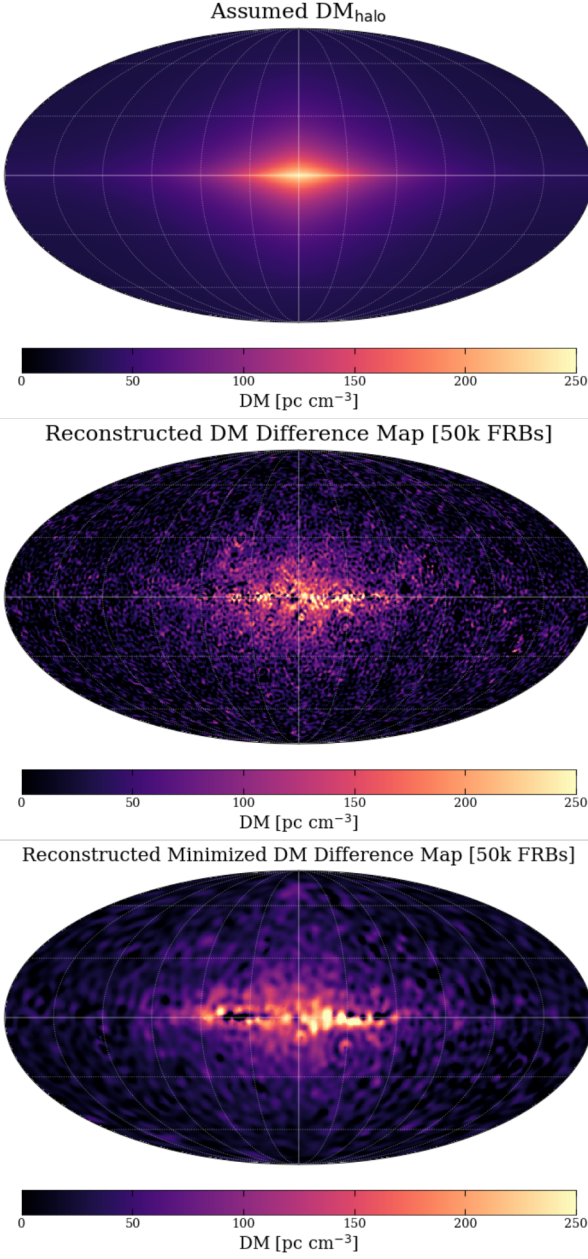 Assumed DM_halo
0 50 100 150 200 250
DM [pc cm⁻³]
Reconstructed DM Difference Map [50k FRBs]
0 50 100 150 200 250
DM [pc cm⁻³]
Reconstructed Minimized DM Difference Map [50k FRBs]
0 50 100 150 200 250
DM [pc cm⁻³]